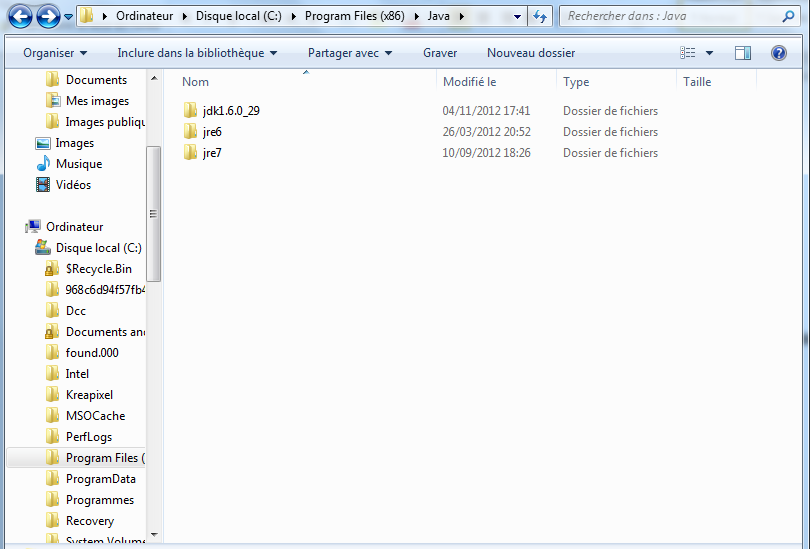 Ordinateur Disque local (C:) Program Files (x86) Java Rechercher dans : Java
Organiser Inclure dans la bibliothèque Partager avec Graver Nouveau dossier
Nom Modifié le Type Taille
jdk1.6.0_29 04/11/2012 17:41 Dossier de fichiers
jre6 26/03/2012 20:52 Dossier de fichiers
jre7 10/09/2012 18:26 Dossier de fichiers
Documents
Mes images
Images publiqu
Images
Musique
Vidéos
Ordinateur
Disque local (C:)
$Recycle.Bin
968c6d94f57fb4
Dcc
Documents and
found.000
Intel
Kreapixel
MSOCache
PerfLogs
Program Files (
ProgramData
Programmes
Recovery
System Volume